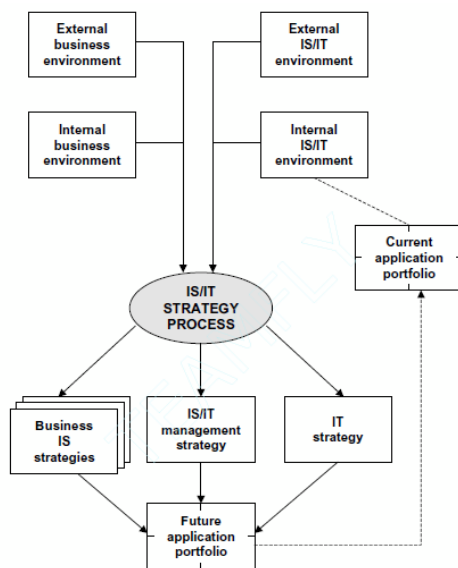 External
business
environment
External
IS/IT
environment
Internal
business
environment
Internal
IS/IT
environment
Current
application
portfolio
IS/IT
STRATEGY
PROCESS
TEAMFLY
Business
IS
strategies
IS/IT
management
strategy
IT
strategy
Future
application
portfolio